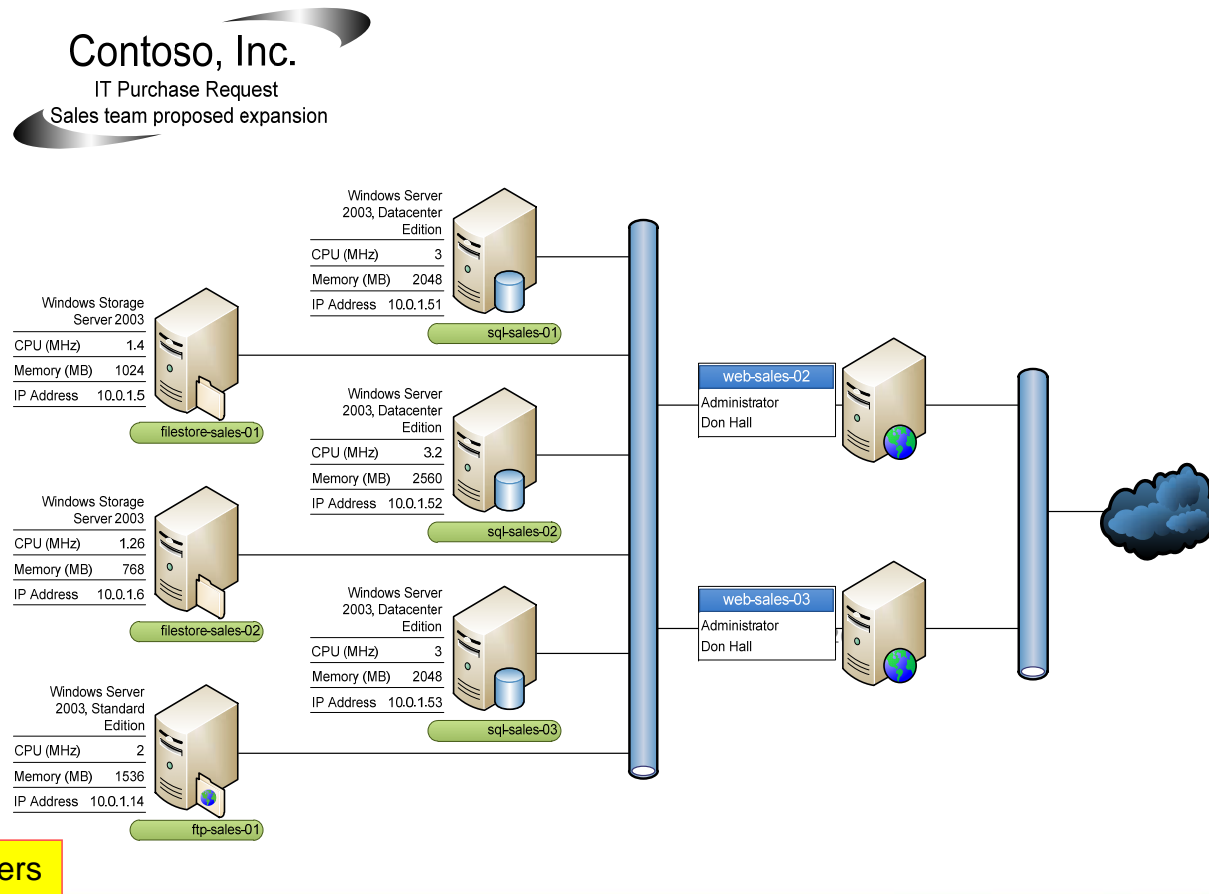 Contoso, Inc.
IT Purchase Request
Sales team proposed expansion
Windows Server
2003, Datacenter
Edition
CPU (MHz) 3
Memory (MB) 2048
IP Address 10.0.1.51
sql-sales-01
Windows Storage
Server 2003
CPU (MHz) 1.4
Memory (MB) 1024
IP Address 10.0.1.5
filestore-sales-01
web-sales-02
Administrator
Don Hall
Windows Server
2003, Datacenter
Edition
CPU (MHz) 3.2
Memory (MB) 2560
IP Address 10.0.1.52
sql-sales-02
Windows Storage
Server 2003
CPU (MHz) 1.26
Memory (MB) 768
IP Address 10.0.1.6
filestore-sales-02
web-sales-03
Administrator
Don Hall
Windows Server
2003, Datacenter
Edition
CPU (MHz) 3
Memory (MB) 2048
IP Address 10.0.1.53
sql-sales-03
Windows Server
2003, Standard
Edition
CPU (MHz) 2
Memory (MB) 1536
IP Address 10.0.1.14
ftp-sales-01
ers